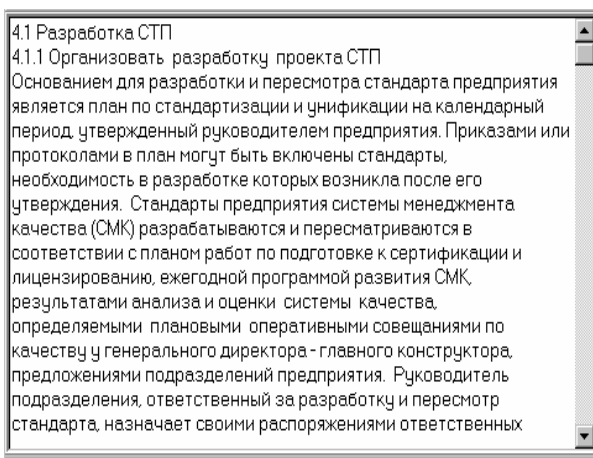 4.1 Разработка СТП
4.1.1 Организовать разработку проекта СТП
Основанием для разработки и пересмотра стандарта предприятия
является план по стандартизации и унификации на календарный
период, утвержденный руководителем предприятия. Приказами или
протоколами в план могут быть включены стандарты,
необходимость в разработке которых возникла после его
утверждения. Стандарты предприятия системы менеджмента
качества (СМК) разрабатываются и пересматриваются в
соответствии с планом работ по подготовке к сертификации и
лицензированию, ежегодной программой развития СМК,
результатами анализа и оценки системы качества,
определяемыми плановыми оперативными совещаниями по
качеству у генерального директора - главного конструктора,
предложениями подразделений предприятия. Руководитель
подразделения, ответственный за разработку и пересмотр
стандарта, назначает своими распоряжениями ответственных